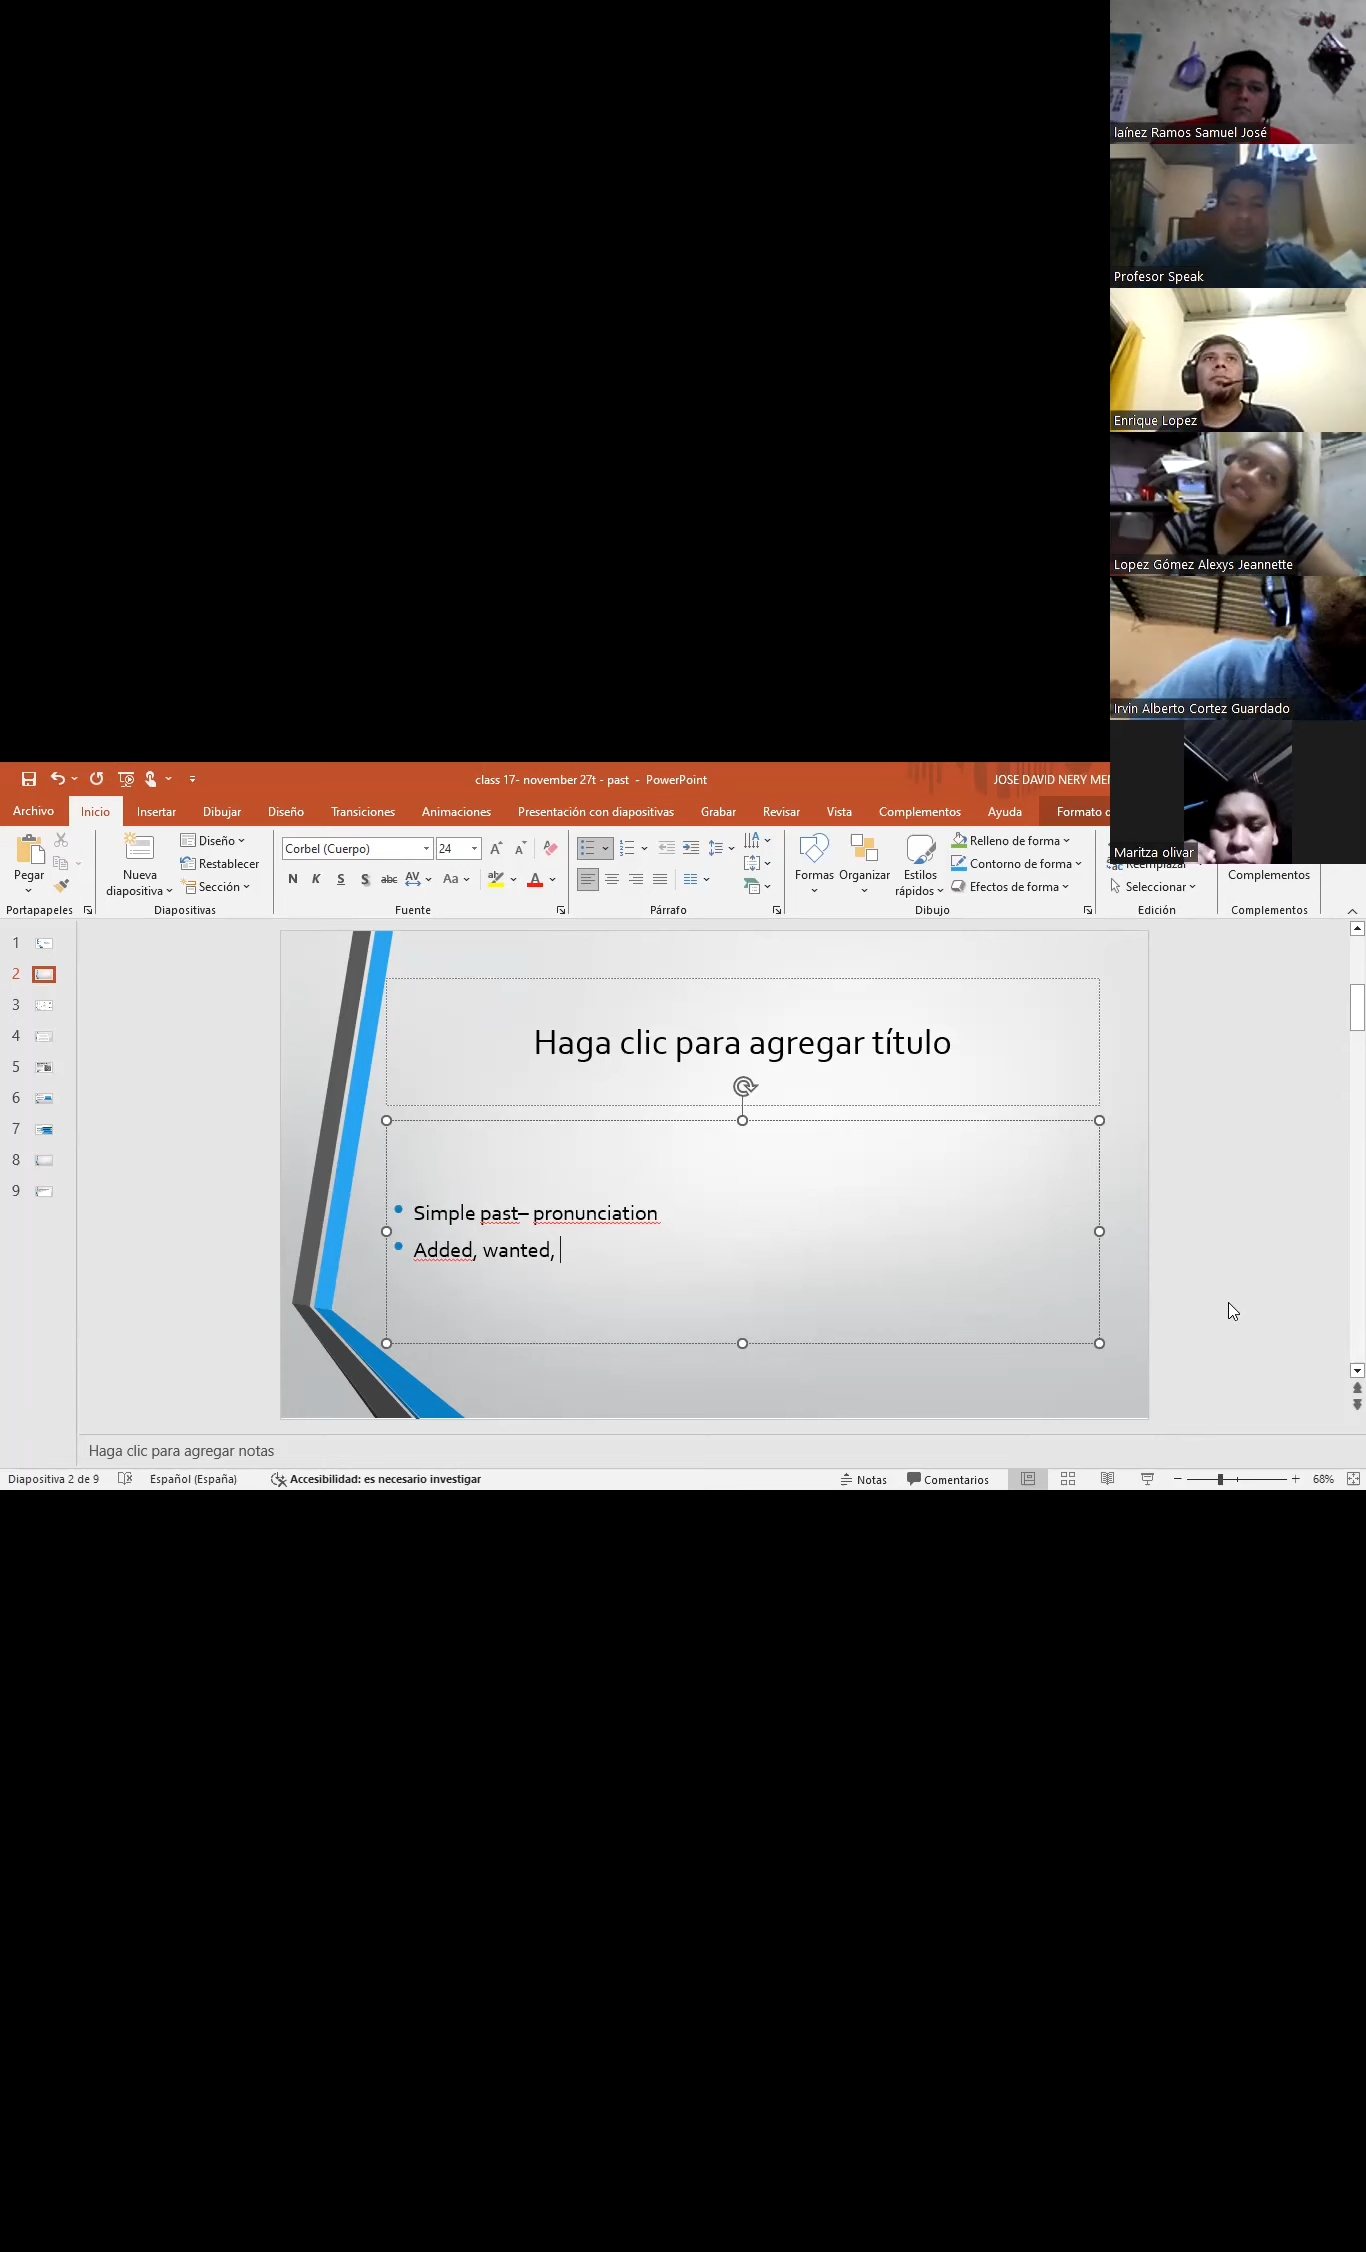 laínez Ramos Samuel José
Profesor Speak
Enrique Lopez
Lopez Gómez Alexys Jeannette
Irvin Alberto Cortez Guardado
Maritza olivar
class 17- november 27t - past - PowerPoint
JOSE DAVID NERY MEN
Archivo Inicio Insertar Dibujar Diseño Transiciones Animaciones Presentación con diapositivas Grabar Revisar Vista Complementos Ayuda Formato d
Pegar
Portapapeles
Nueva diapositiva
Diseño
Restablecer
Sección
Diapositivas
Corbel (Cuerpo) 24
N K S S abc AV Aa
Fuente
Párrafo
Formas Organizar Estilos rápidos
Relleno de forma
Contorno de forma
Efectos de forma
Dibujo
Reemplazar
Seleccionar
Edición
Complementos
Complementos
1
2
3
4
5
6
7
8
9
Haga clic para agregar título
• Simple past– pronunciation
• Added, wanted,
Haga clic para agregar notas
Diapositiva 2 de 9 Español (España) Accesibilidad: es necesario investigar Notas Comentarios 68%